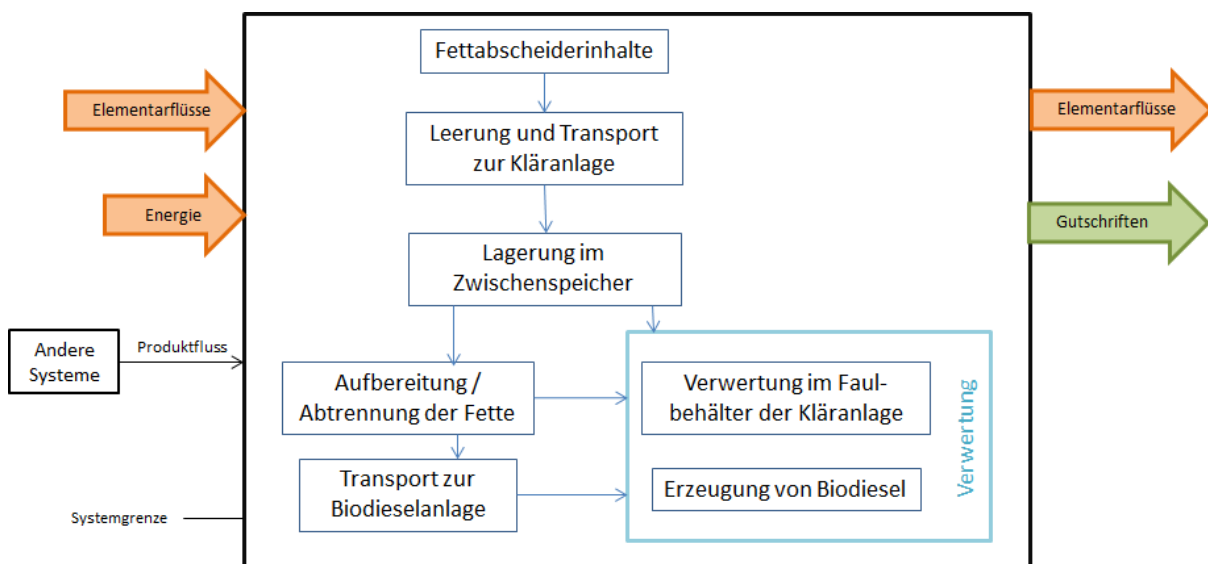 Fettabscheiderinhalte
Elementarflüsse
Elementarflüsse
Leerung und Transport
zur Kläranlage
Energie
Gutschriften
Lagerung im
Zwischenspeicher
Andere
Systeme
Produktfluss
Aufbereitung /
Abtrennung der Fette
Verwertung im Faul-
behälter der Kläranlage
Verwertung
Transport zur
Biodieselanlage
Erzeugung von Biodiesel
Systemgrenze